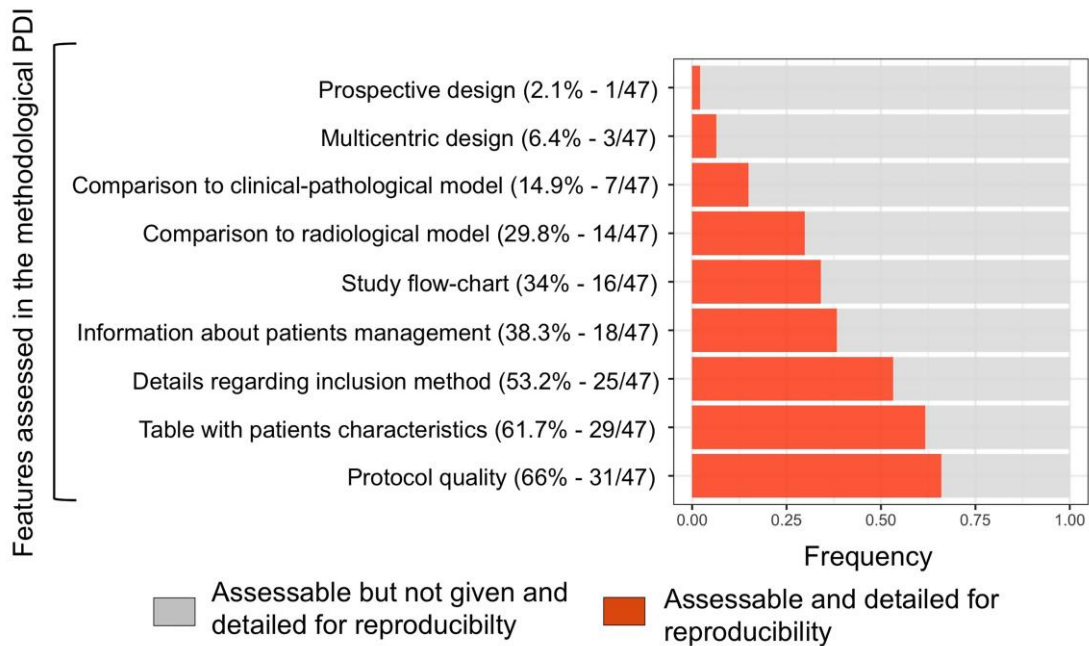 Features assessed in the methodological PDI
Prospective design (2.1% - 1/47)
Multicentric design (6.4% - 3/47)
Comparison to clinical-pathological model (14.9% - 7/47)
Comparison to radiological model (29.8% - 14/47)
Study flow-chart (34% - 16/47)
Information about patients management (38.3% - 18/47)
Details regarding inclusion method (53.2% - 25/47)
Table with patients characteristics (61.7% - 29/47)
Protocol quality (66% - 31/47)
0.00 0.25 0.50 0.75 1.00
Frequency
Assessable but not given and
detailed for reproducibilty
Assessable and detailed for
reproducibility